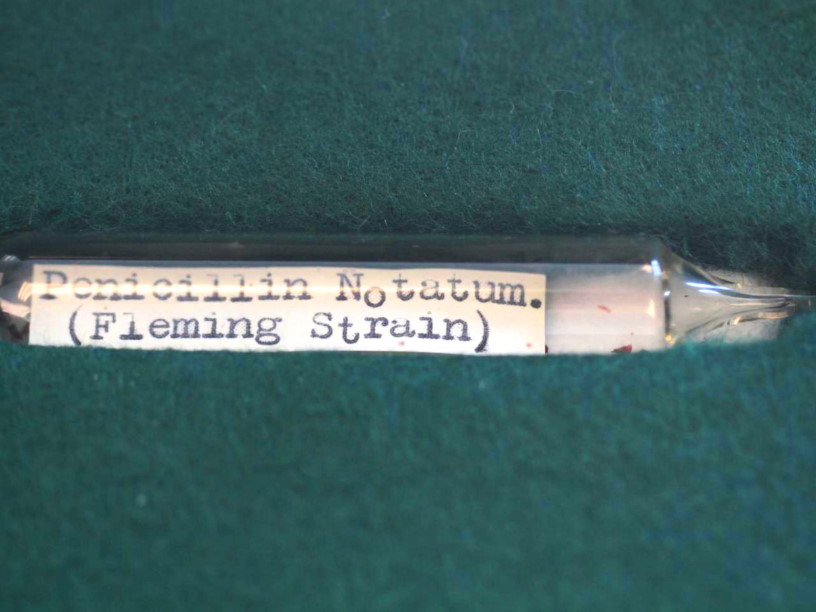 Penicillin Notatum.
(Fleming Strain)